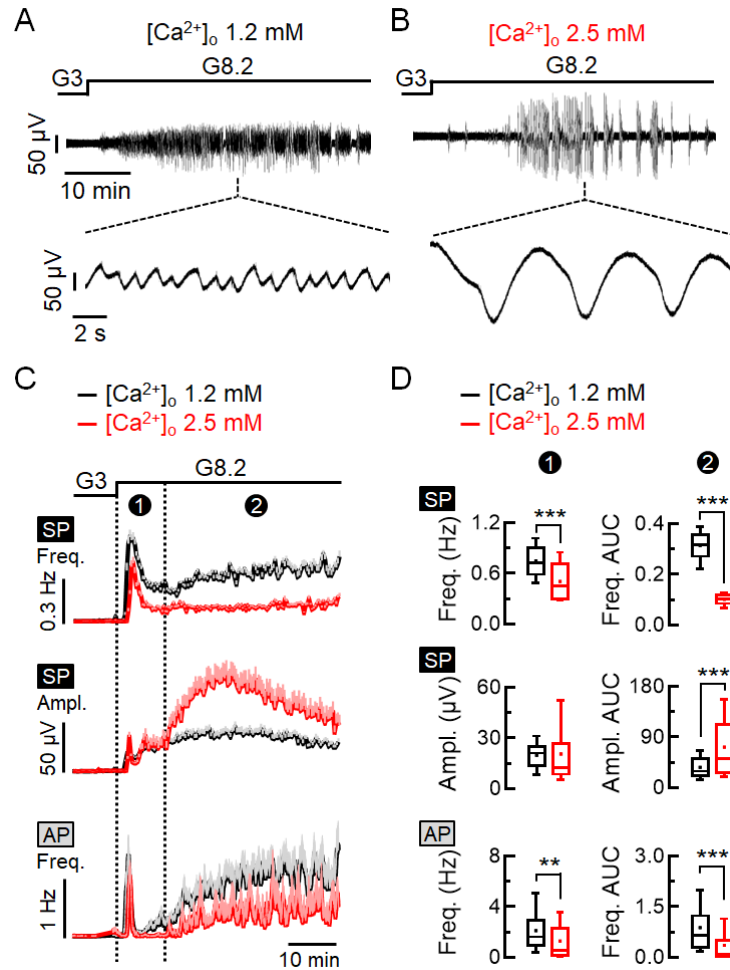 A
[Ca²⁺]ₒ 1.2 mM
G3
G8.2
50 µV
10 min
50 µV
2 s
B
[Ca²⁺]ₒ 2.5 mM
G3
G8.2
C
[Ca²⁺]ₒ 1.2 mM
[Ca²⁺]ₒ 2.5 mM
G3
G8.2
1
2
SP
Freq.
0.3 Hz
SP
Ampl.
50 µV
AP
Freq.
1 Hz
10 min
D
[Ca²⁺]ₒ 1.2 mM
[Ca²⁺]ₒ 2.5 mM
1
2
SP
Freq. (Hz)
1.2
0.6
0.0
***
Freq. AUC
0.4
0.2
0.0
***
SP
Ampl. (µV)
60
30
0
Ampl. AUC
180
90
0
***
AP
Freq. (Hz)
8
4
0
**
Freq. AUC
3.0
1.5
0.0
***